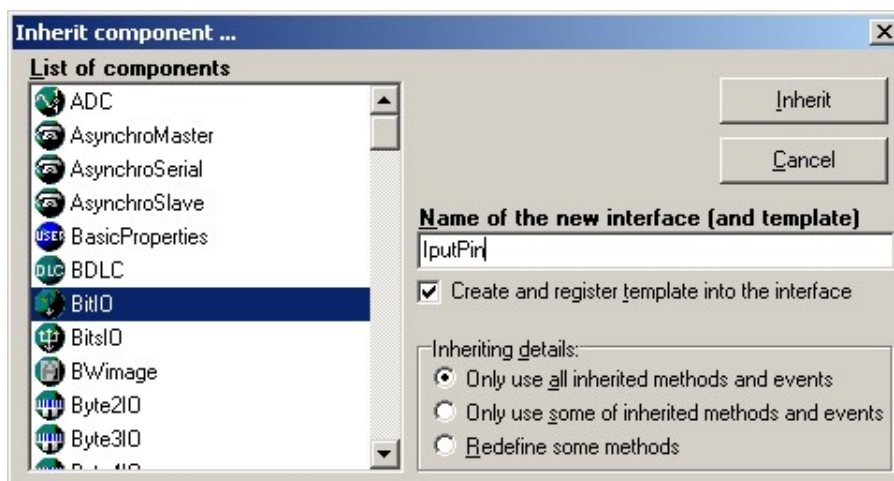 Inherit component ...
List of components
ADC
AsynchroMaster
AsynchroSerial
AsynchroSlave
USER BasicProperties
DLC BDLC
BitIO
BitsIO
BWimage
Byte2IO
Byte3IO
Inherit
Cancel
Name of the new interface (and template)
IputPin
Create and register template into the interface
Inheriting details:
Only use all inherited methods and events
Only use some of inherited methods and events
Redefine some methods